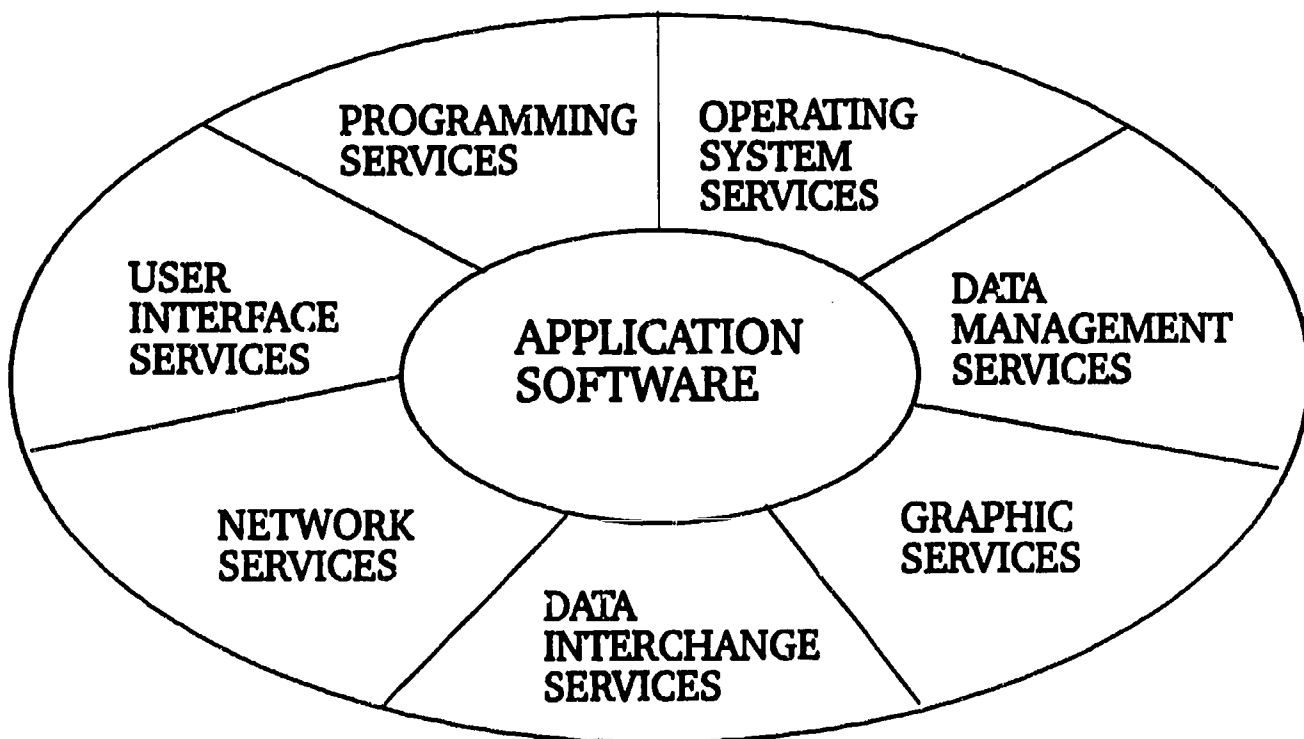 PROGRAMMING
SERVICES
OPERATING
SYSTEM
SERVICES
USER
INTERFACE
SERVICES
APPLICATION
SOFTWARE
DATA
MANAGEMENT
SERVICES
NETWORK
SERVICES
GRAPHIC
SERVICES
DATA
INTERCHANGE
SERVICES